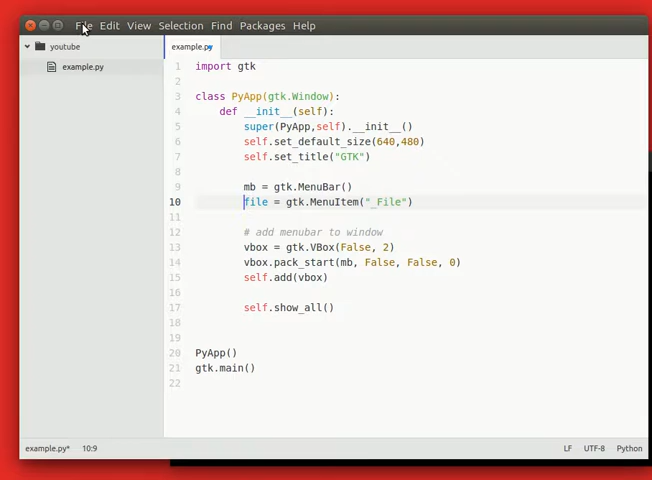 File Edit View Selection Find Packages Help
youtube
example.py
example.py
1 import gtk
2
3 class PyApp(gtk.Window):
4     def __init__(self):
5         super(PyApp,self).__init__()
6         self.set_default_size(640,480)
7         self.set_title("GTK")
8
9         mb = gtk.MenuBar()
10         file = gtk.MenuItem("_File")
11
12         # add menubar to window
13         vbox = gtk.VBox(False, 2)
14         vbox.pack_start(mb, False, False, 0)
15         self.add(vbox)
16
17         self.show_all()
18
19
20 PyApp()
21 gtk.main()
22
example.py* 10:9 LF UTF-8 Python